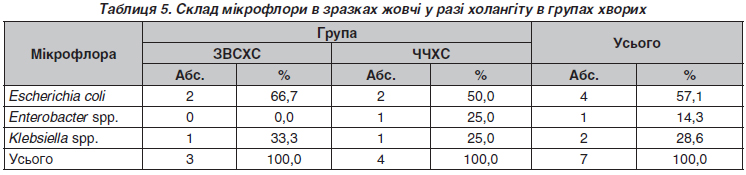 Таблиця 5. Склад мікрофлори в зразках жовчі у разі холангіту в групах хворих
Мікрофлора Група Усього
ЗВСХС ЧЧХС
Абс. % Абс. % Абс. %
Escherichia coli 2 66,7 2 50,0 4 57,1
Enterobacter spp. 0 0,0 1 25,0 1 14,3
Klebsiella spp. 1 33,3 1 25,0 2 28,6
Усього 3 100,0 4 100,0 7 100,0